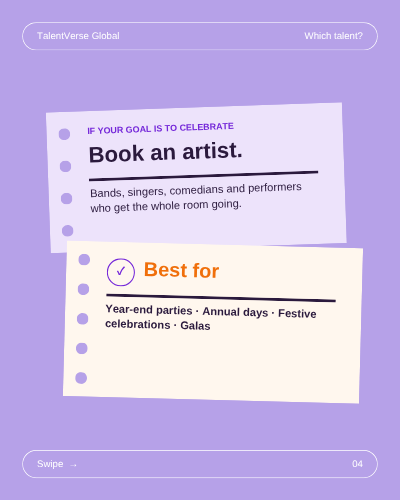 TalentVerse Global
Which talent?
IF YOUR GOAL IS TO CELEBRATE
Book an artist.
Bands, singers, comedians and performers
who get the whole room going.
✓ Best for
Year-end parties · Annual days · Festive
celebrations · Galas
Swipe →
04